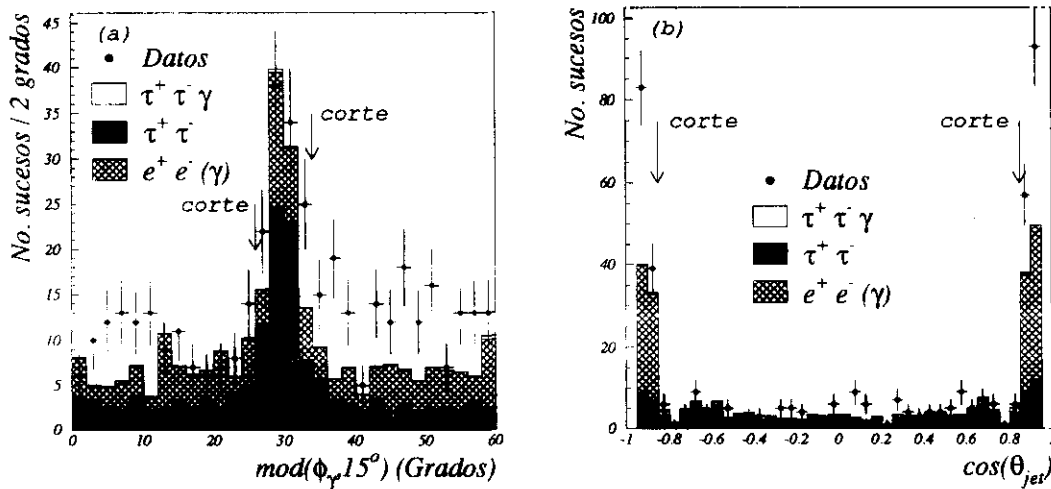 No. sucesos / 2 grados
45
40
35
30
25
20
15
10
5
0
(a)
Datos
τ⁺ τ⁻ γ
τ⁺ τ⁻
e⁺ e⁻ (γ)
corte
corte
0 10 20 30 40 50 60
mod(ϕγ,15°) (Grados)
No. sucesos
100
80
60
40
20
0
(b)
corte
corte
Datos
τ⁺ τ⁻ γ
τ⁺ τ⁻
e⁺ e⁻ (γ)
-1 -0.8 -0.6 -0.4 -0.2 0 0.2 0.4 0.6 0.8 1
cos(θjet)